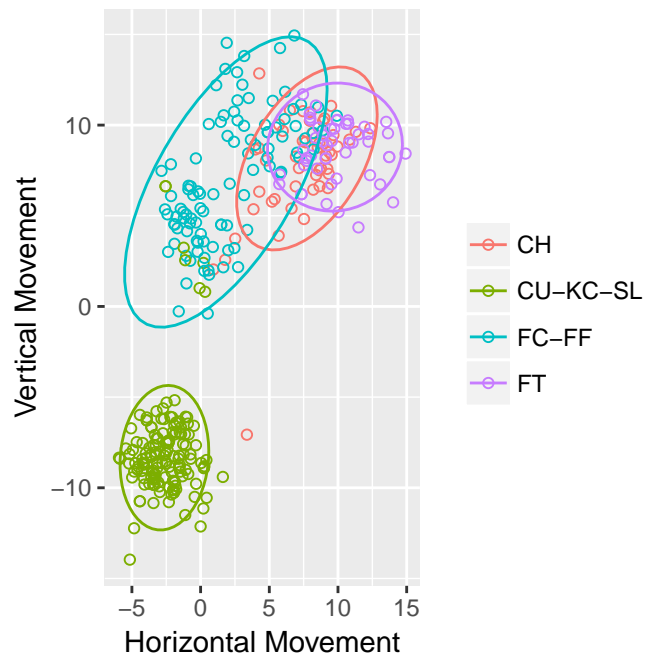 10
0
−10
Vertical Movement
−5
0
5
10
15
Horizontal Movement
CH
CU−KC−SL
FC−FF
FT